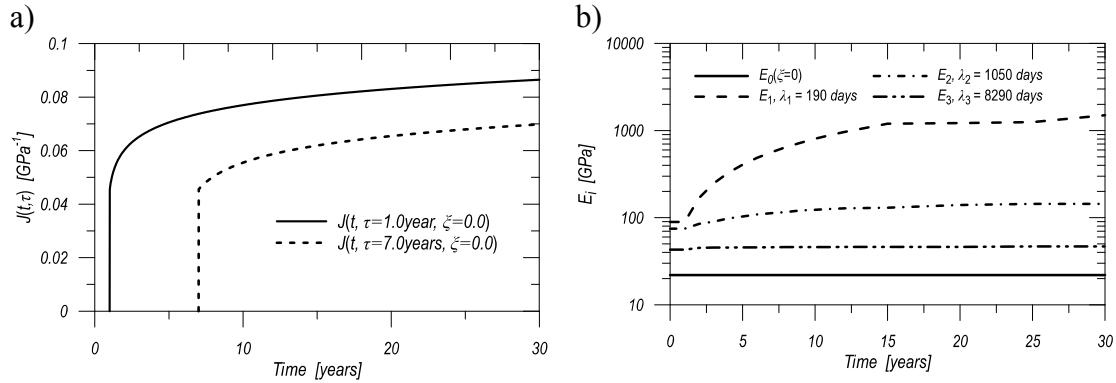 a)
J(t,τ) [GPa-1]
0.1
0.08
0.06
0.04
0.02
0
J(t, τ=1.0year, ξ=0.0)
J(t, τ=7.0years, ξ=0.0)
0 10 20 30
Time [years]
b)
Ei [GPa]
10000
1000
100
10
E0(ξ=0)
E1, λ1 = 190 days
E2, λ2 = 1050 days
E3, λ3 = 8290 days
0 5 10 15 20 25 30
Time [years]